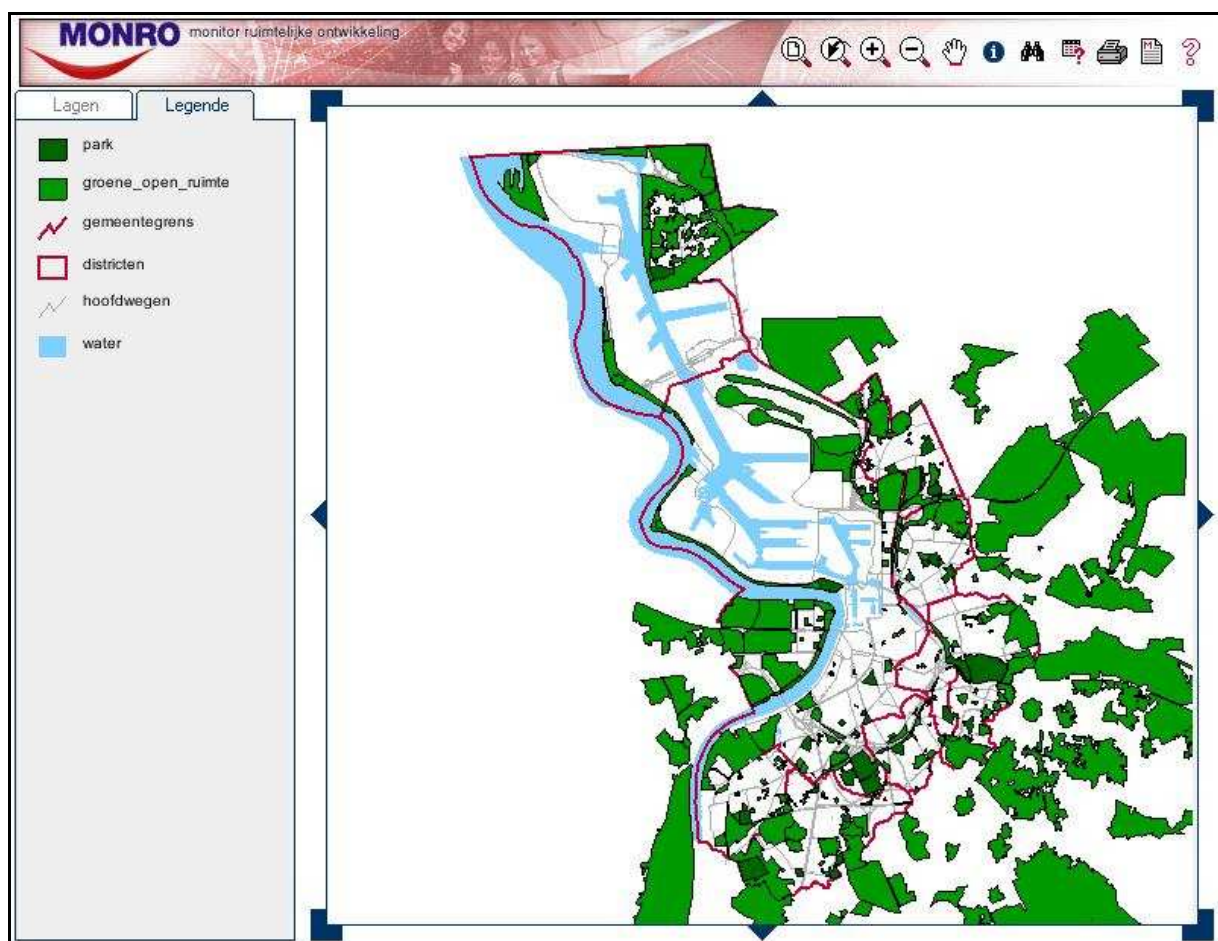 MONRO monitor ruimtelijke ontwikkeling
Lagen
Legende
park
groene_open_ruimte
gemeentegrens
districten
hoofdwegen
water